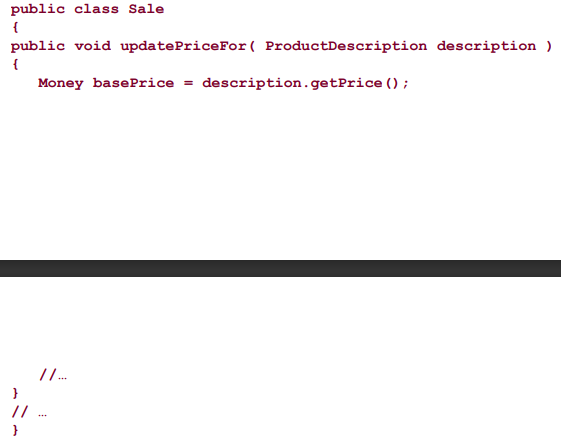 public class Sale
{
public void updatePriceFor( ProductDescription description )
{
Money basePrice = description.getPrice();
//…
}
// …
}